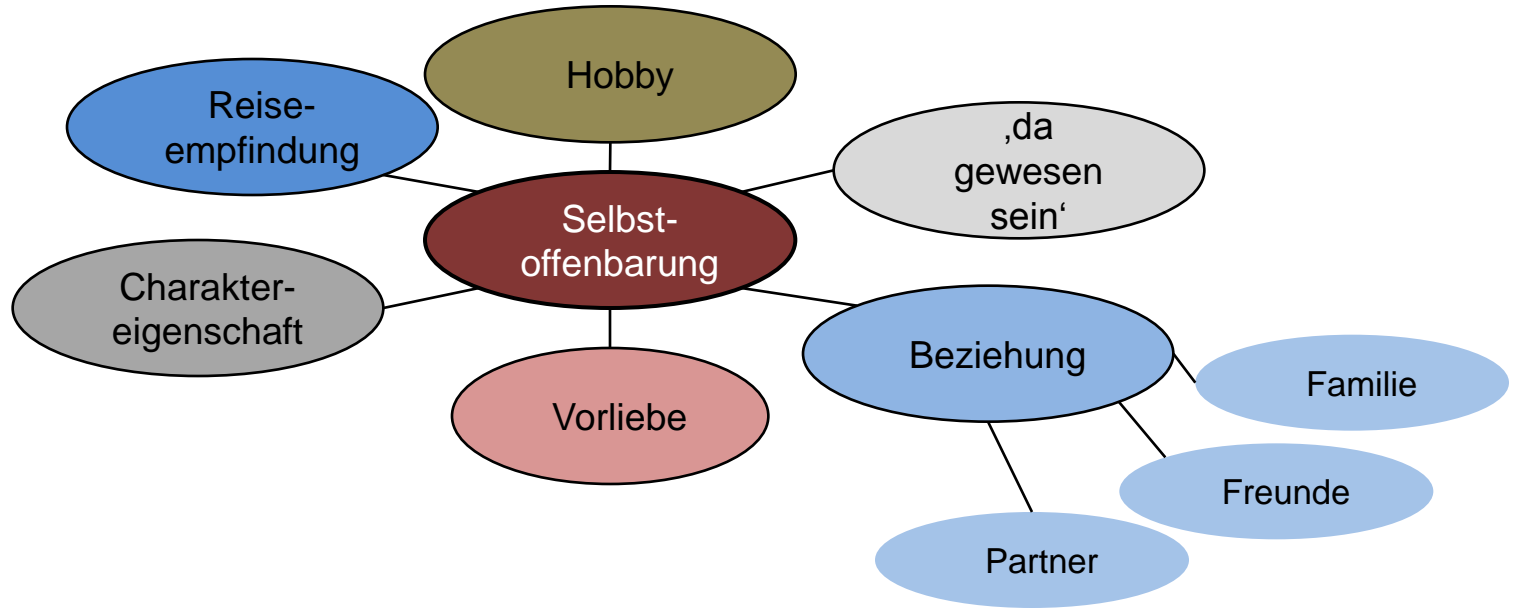 Hobby
Reise-
empfindung
‚da
gewesen
sein‘
Selbst-
offenbarung
Charakter-
eigenschaft
Beziehung
Vorliebe
Familie
Freunde
Partner